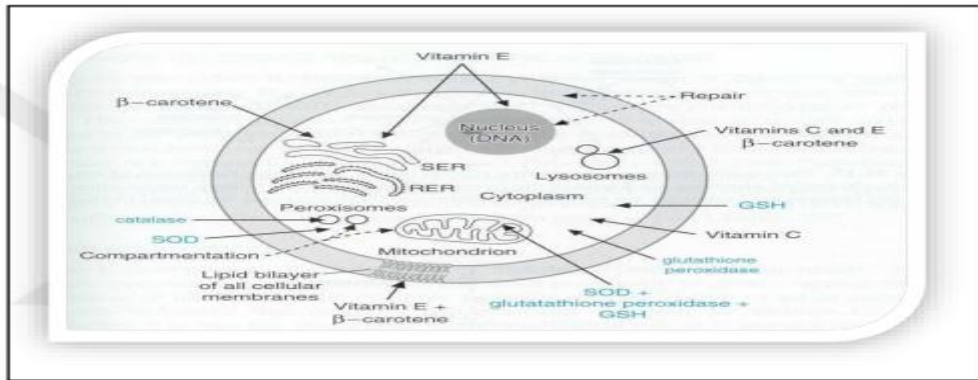 Vitamin E
β–carotene
Repair
Nucleus
(DNA)
Vitamins C and E
β–carotene
SER
Lysosomes
RER
Cytoplasm
Peroxisomes
GSH
catalase
SOD
Vitamin C
Compartmentation
Mitochondrion
glutathione
peroxidase
Lipid bilayer
of all cellular
membranes
SOD +
glutatathione peroxidase +
GSH
Vitamin E +
β–carotene